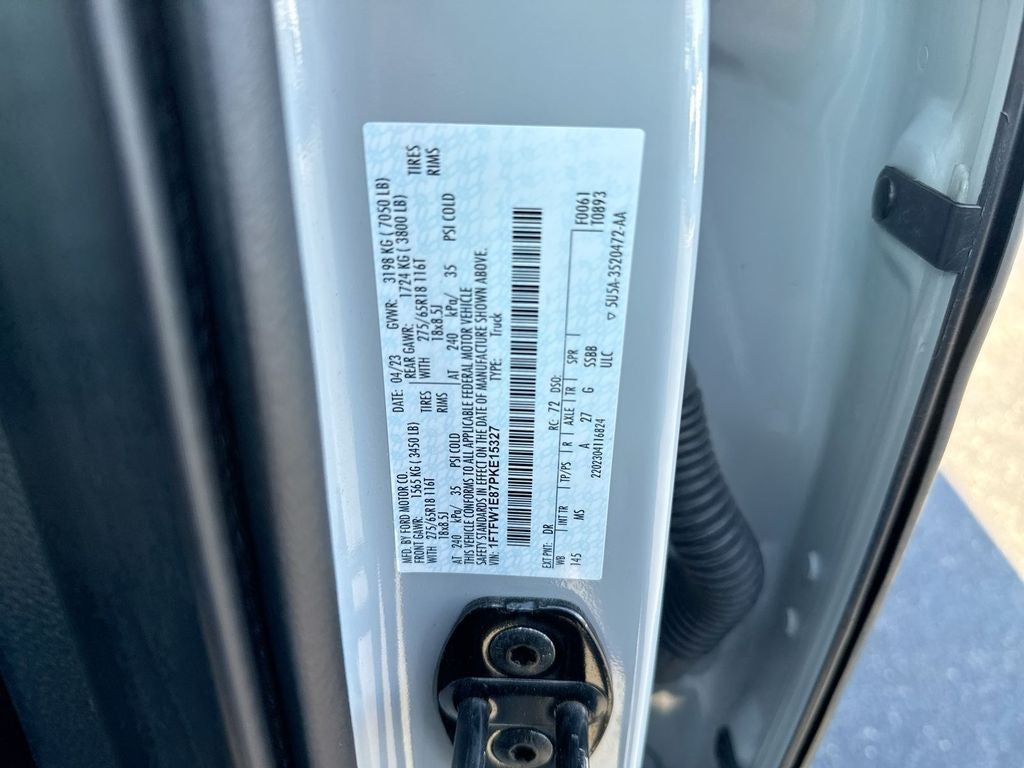 MFD. BY FORD MOTOR CO. DATE: 04/23 GVWR: 3198 KG ( 7050 LB)
FRONT GAWR: 1565 KG ( 3450 LB) REAR GAWR: 1724 KG ( 3800 LB)
WITH 275/65R18 116T TIRES WITH 275/65R18 116T TIRES
18x8.5J RIMS 18x8.5J RIMS
AT 240 kPa/ 35 PSI COLD AT 240 kPa/ 35 PSI COLD
THIS VEHICLE CONFORMS TO ALL APPLICABLE FEDERAL MOTOR VEHICLE
SAFETY STANDARDS IN EFFECT ON THE DATE OF MANUFACTURE SHOWN ABOVE.
VIN: 1FTFW1E87PKE15327 TYPE: Truck
EXT PNT: DR RC: 72 DSO: F0061
WB INT TR TP/PS R AXLE TR SPR T0893
145 MS A 27 G SSBB
2202304116824 ULC ▽ 5U5A-3520472-AA